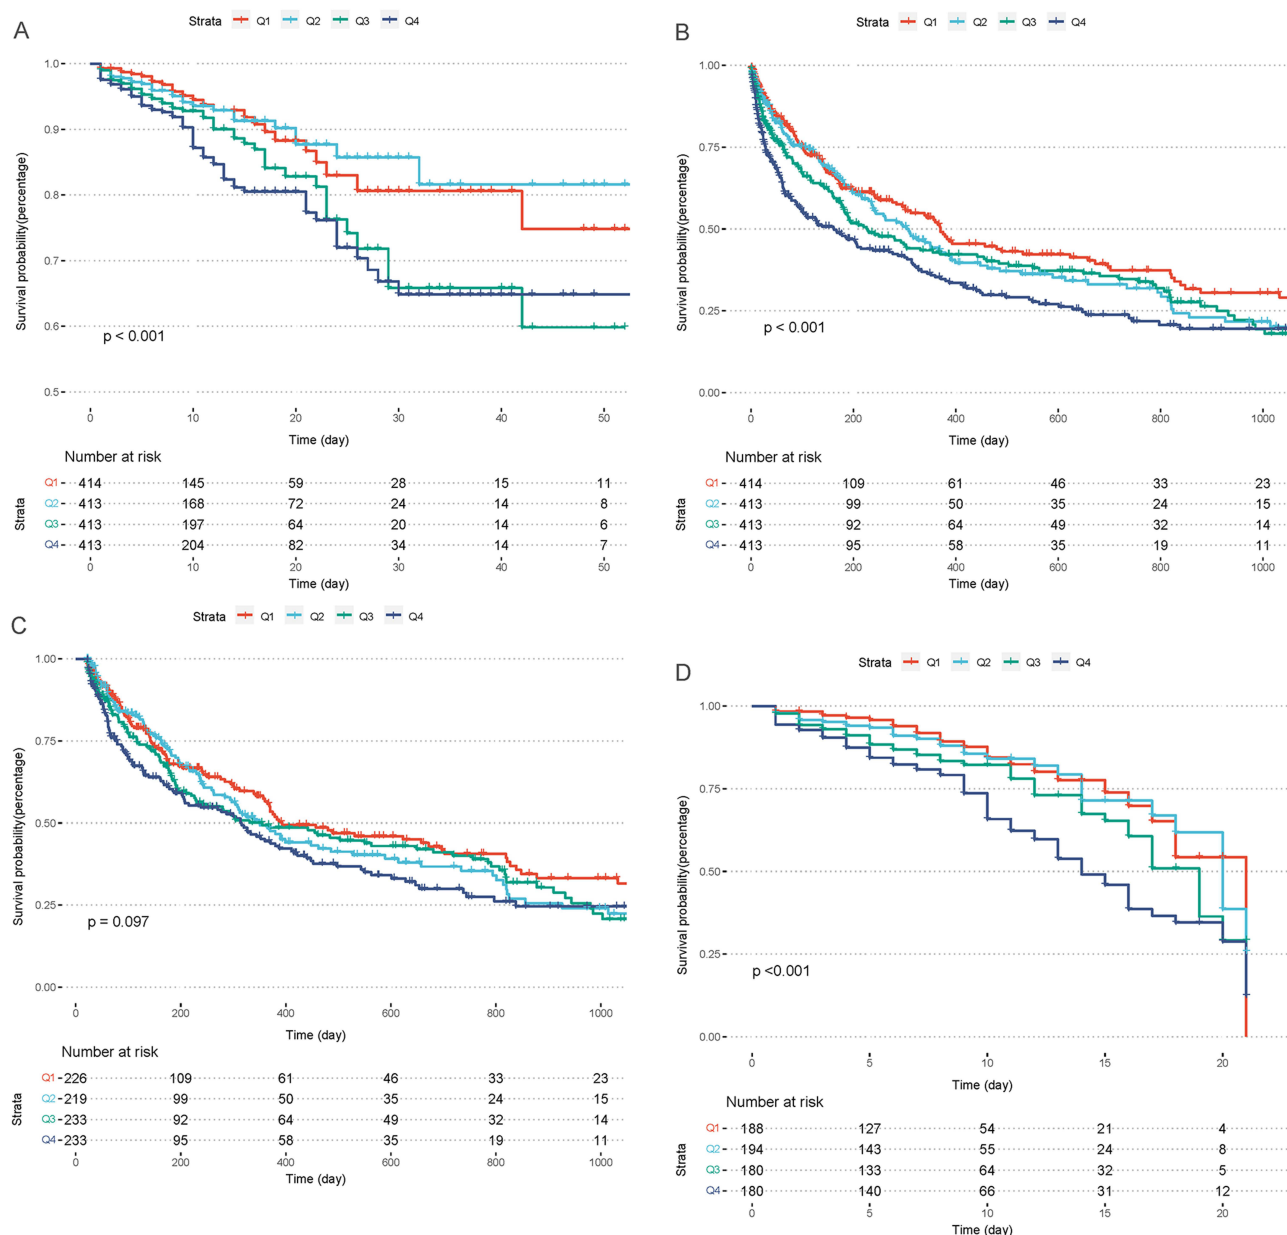 A
Strata Q1 Q2 Q3 Q4
Survival probability(percentage)
1.0
0.9
0.8
0.7
0.6
0.5
p < 0.001
0 10 20 30 40 50
Time (day)
Number at risk
Strata
Q1 414 145 59 28 15 11
Q2 413 168 72 24 14 8
Q3 413 197 64 20 14 6
Q4 413 204 82 34 14 7
0 10 20 30 40 50
Time (day)
B
Strata Q1 Q2 Q3 Q4
Survival probability(percentage)
1.00
0.75
0.50
0.25
0.00
p < 0.001
0 200 400 600 800 1000
Time (day)
Number at risk
Strata
Q1 414 109 61 46 33 23
Q2 413 99 50 35 24 15
Q3 413 92 64 49 32 14
Q4 413 95 58 35 19 11
0 200 400 600 800 1000
Time (day)
C
Strata Q1 Q2 Q3 Q4
Survival probability(percentage)
1.00
0.75
0.50
0.25
0.00
p = 0.097
0 200 400 600 800 1000
Time (day)
Number at risk
Strata
Q1 226 109 61 46 33 23
Q2 219 99 50 35 24 15
Q3 233 92 64 49 32 14
Q4 233 95 58 35 19 11
0 200 400 600 800 1000
Time (day)
D
Strata Q1 Q2 Q3 Q4
Survival probability(percentage)
1.00
0.75
0.50
0.25
0.00
p <0.001
0 5 10 15 20
Time (day)
Number at risk
Strata
Q1 188 127 54 21 4
Q2 194 143 55 24 8
Q3 180 133 64 32 5
Q4 180 140 66 31 12
0 5 10 15 20
Time (day)